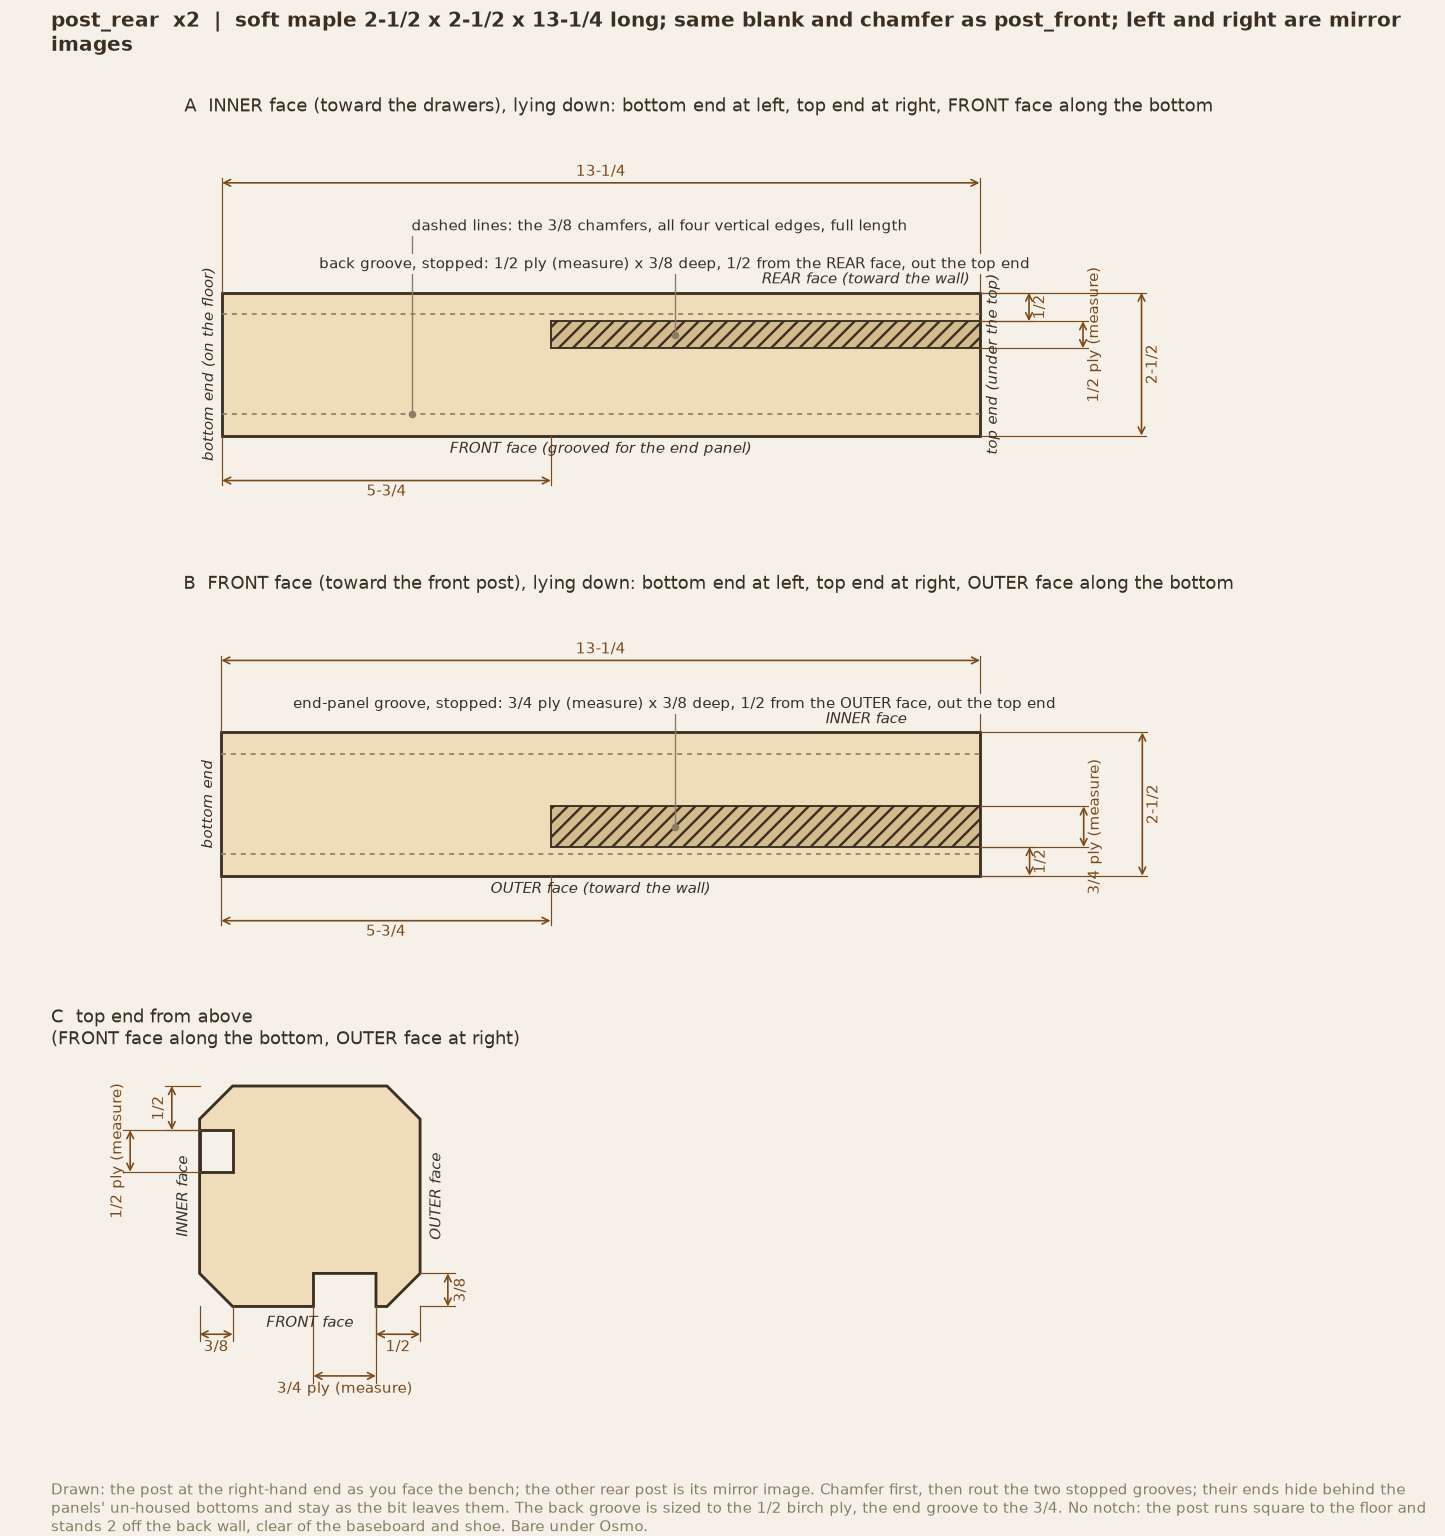 post_rear  x2  |  soft maple 2-1/2 x 2-1/2 x 13-1/4 long; same blank and chamfer as post_front; left and right are mirror
images
A  INNER face (toward the drawers), lying down: bottom end at left, top end at right, FRONT face along the bottom
13-1/4
dashed lines: the 3/8 chamfers, all four vertical edges, full length
back groove, stopped: 1/2 ply (measure) x 3/8 deep, 1/2 from the REAR face, out the top end
REAR face (toward the wall)
bottom end (on the floor)
top end (under the top)
1/2
1/2 ply (measure)
2-1/2
FRONT face (grooved for the end panel)
5-3/4
B  FRONT face (toward the front post), lying down: bottom end at left, top end at right, OUTER face along the bottom
13-1/4
end-panel groove, stopped: 3/4 ply (measure) x 3/8 deep, 1/2 from the OUTER face, out the top end
INNER face
bottom end
1/2
3/4 ply (measure)
2-1/2
OUTER face (toward the wall)
5-3/4
C  top end from above
(FRONT face along the bottom, OUTER face at right)
1/2
1/2 ply (measure)
INNER face
OUTER face
3/8
FRONT face
3/8
1/2
3/4 ply (measure)
Drawn: the post at the right-hand end as you face the bench; the other rear post is its mirror image. Chamfer first, then rout the two stopped grooves; their ends hide behind the
panels' un-housed bottoms and stay as the bit leaves them. The back groove is sized to the 1/2 birch ply, the end groove to the 3/4. No notch: the post runs square to the floor and
stands 2 off the back wall, clear of the baseboard and shoe. Bare under Osmo.